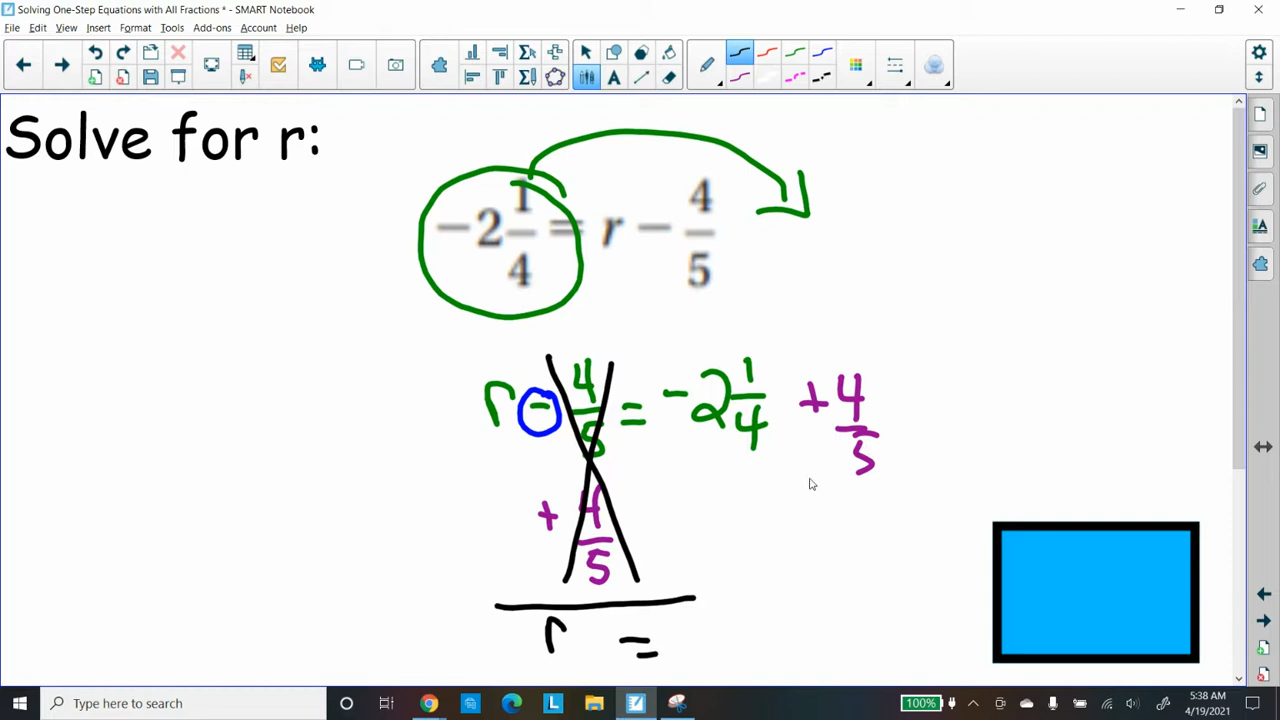 Solving One-Step Equations with All Fractions * - SMART Notebook
File Edit View Insert Format Tools Add-ons Account Help
Solve for r:
-2 1/4 = r - 4/5
r - 4/5 = -2 1/4 + 4/5
+ 4/5
r =
Type here to search
L
100%
5:38 AM
4/19/2021